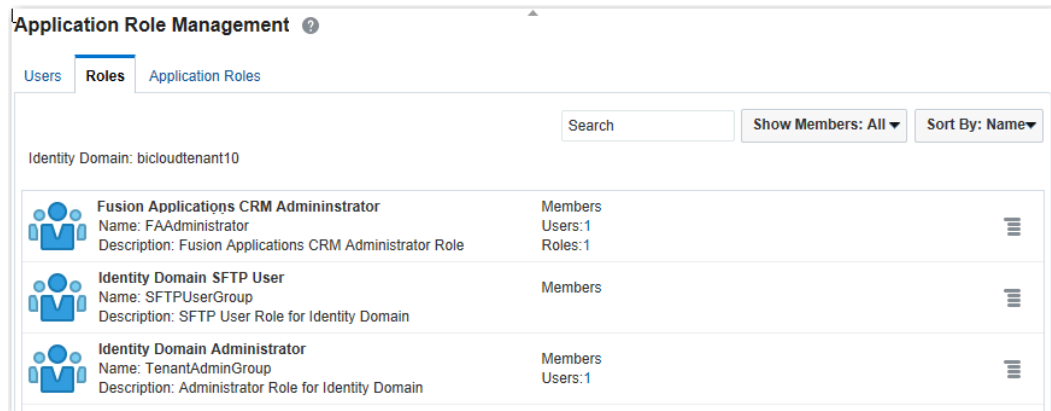 Application Role Management ?
Users Roles Application Roles
Search Show Members: All Sort By: Name
Identity Domain: bicloudtenant10
Fusion Applications CRM Admininstrator
Name: FAAdministrator
Description: Fusion Applications CRM Administrator Role
Members
Users:1
Roles:1
Identity Domain SFTP User
Name: SFTPUserGroup
Description: SFTP User Role for Identity Domain
Members
Identity Domain Administrator
Name: TenantAdminGroup
Description: Administrator Role for Identity Domain
Members
Users:1